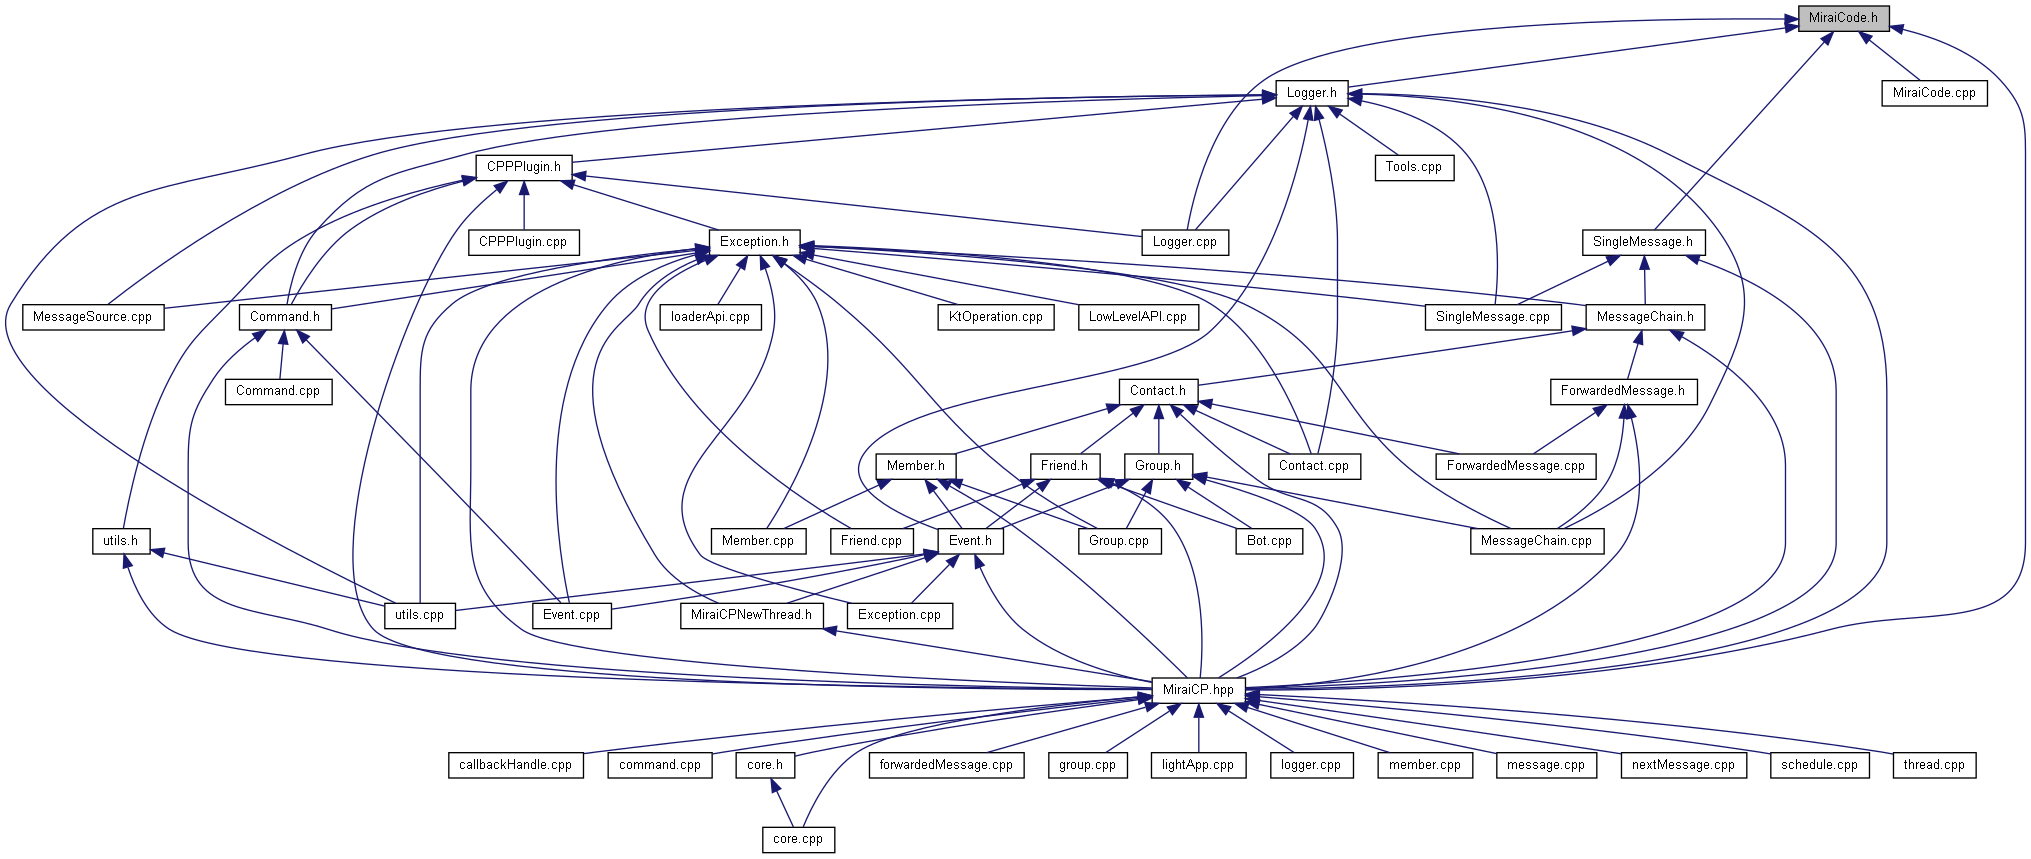 MiraiCode.h
Logger.h
MiraiCode.cpp
CPPPlugin.h
Tools.cpp
CPPPlugin.cpp
Exception.h
Logger.cpp
SingleMessage.h
MessageSource.cpp
Command.h
loaderApi.cpp
KtOperation.cpp
LowLevelAPI.cpp
SingleMessage.cpp
MessageChain.h
Command.cpp
Contact.h
ForwardedMessage.h
Member.h
Friend.h
Group.h
Contact.cpp
ForwardedMessage.cpp
utils.h
Member.cpp
Friend.cpp
Event.h
Group.cpp
Bot.cpp
MessageChain.cpp
utils.cpp
Event.cpp
MiraiCPNewThread.h
Exception.cpp
MiraiCP.hpp
callbackHandle.cpp
command.cpp
core.h
forwardedMessage.cpp
group.cpp
lightApp.cpp
logger.cpp
member.cpp
message.cpp
nextMessage.cpp
schedule.cpp
thread.cpp
core.cpp